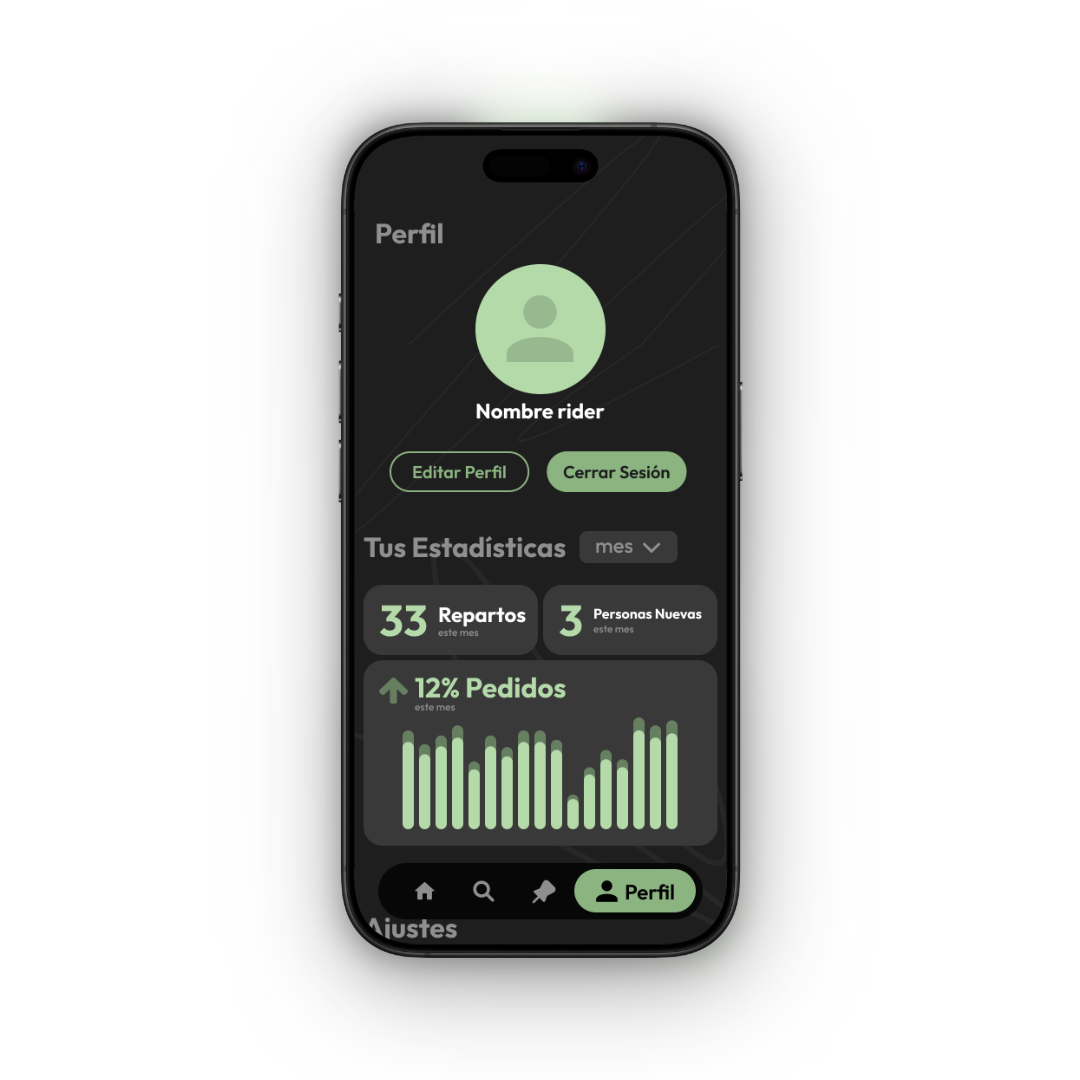 Perfil
Nombre rider
Editar Perfil
Cerrar Sesión
Tus Estadísticas
mes
33 Repartos
este mes
3 Personas Nuevas
este mes
12% Pedidos
este mes
Perfil
Ajustes